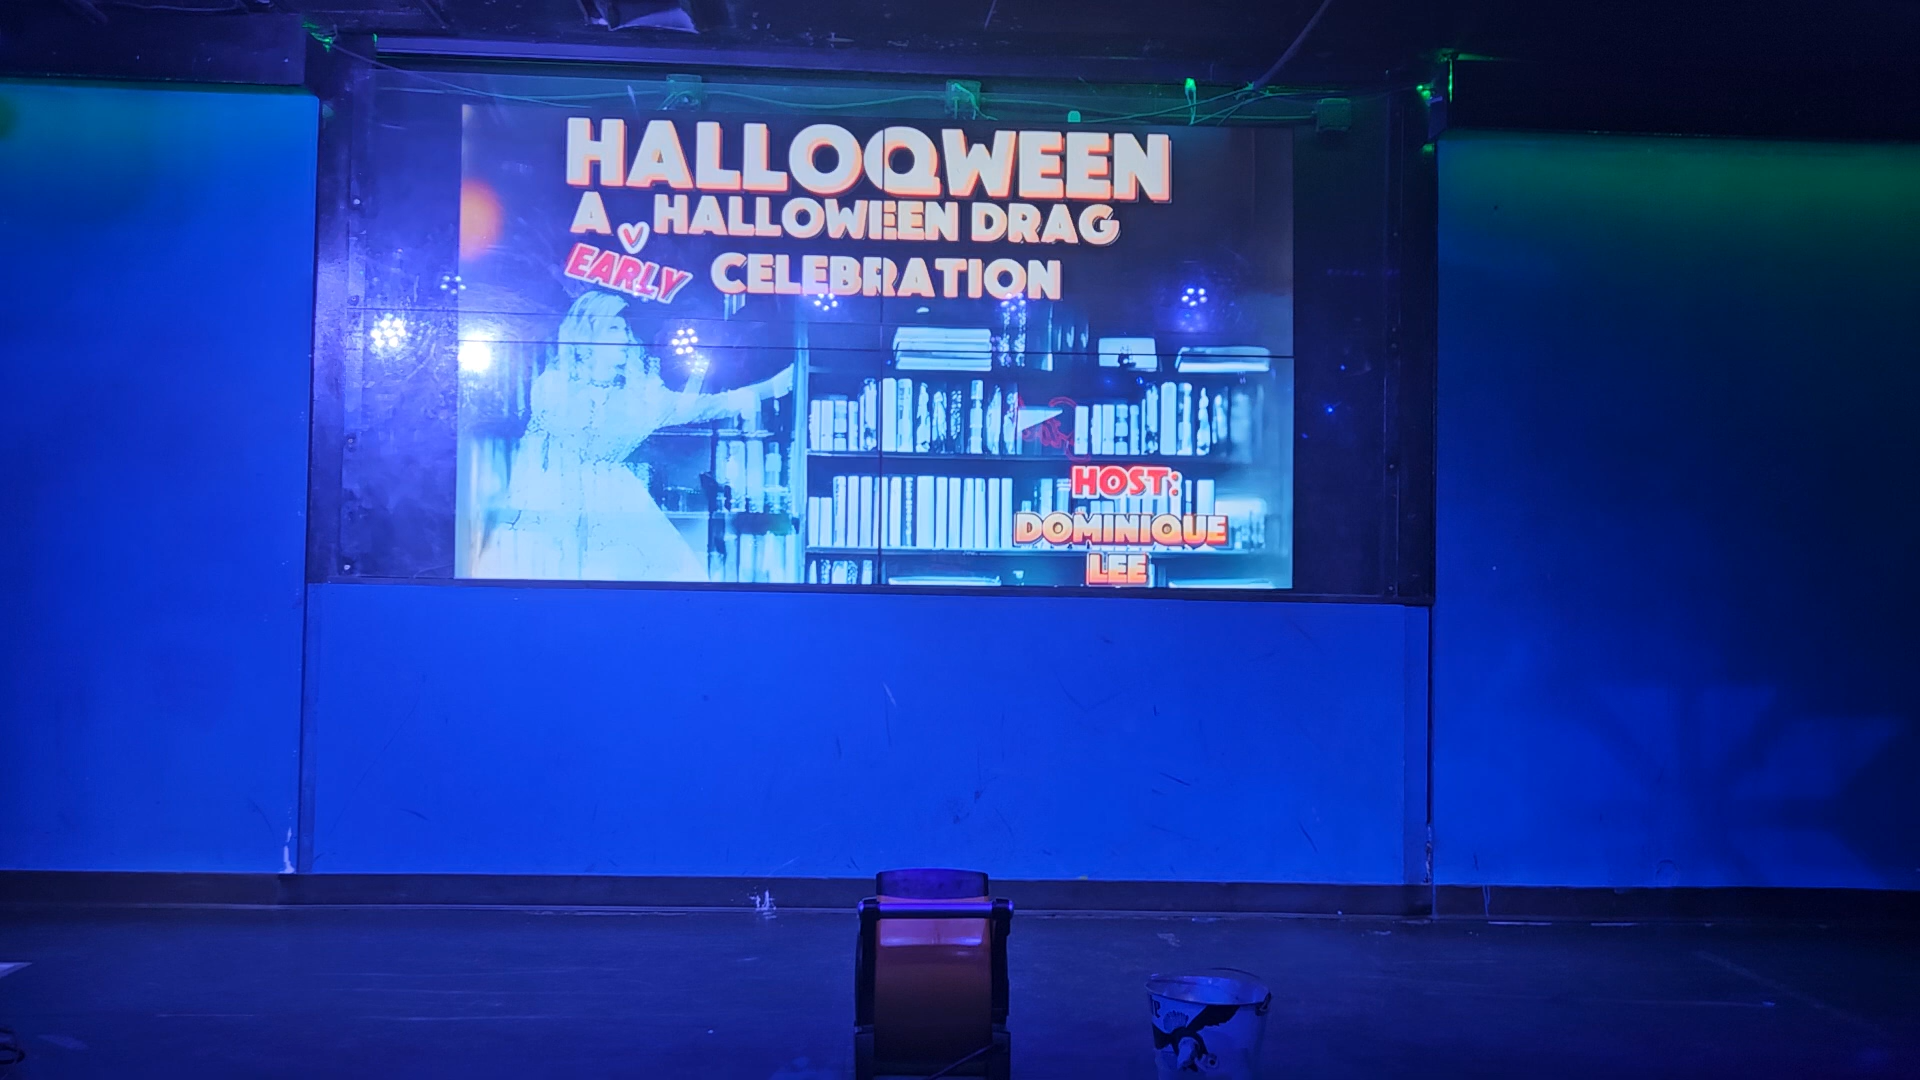 HALLOQWEEN
A HALLOWEEN DRAG
EARLY CELEBRATION
HOST:
DOMINIQUE
LEE